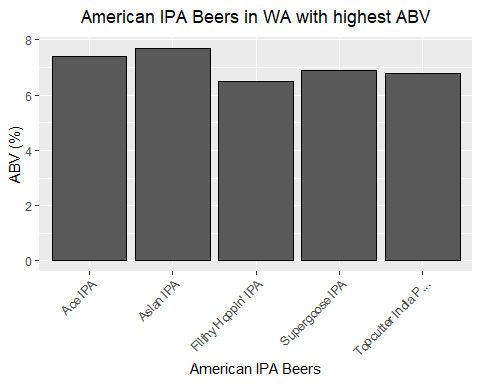 American IPA Beers in WA with highest ABV
ABV (%)
8
6
4
2
0
Ace IPA
Aslan IPA
Filthy Hoppin' IPA
Supergoose IPA
Topcutter India P ...
American IPA Beers